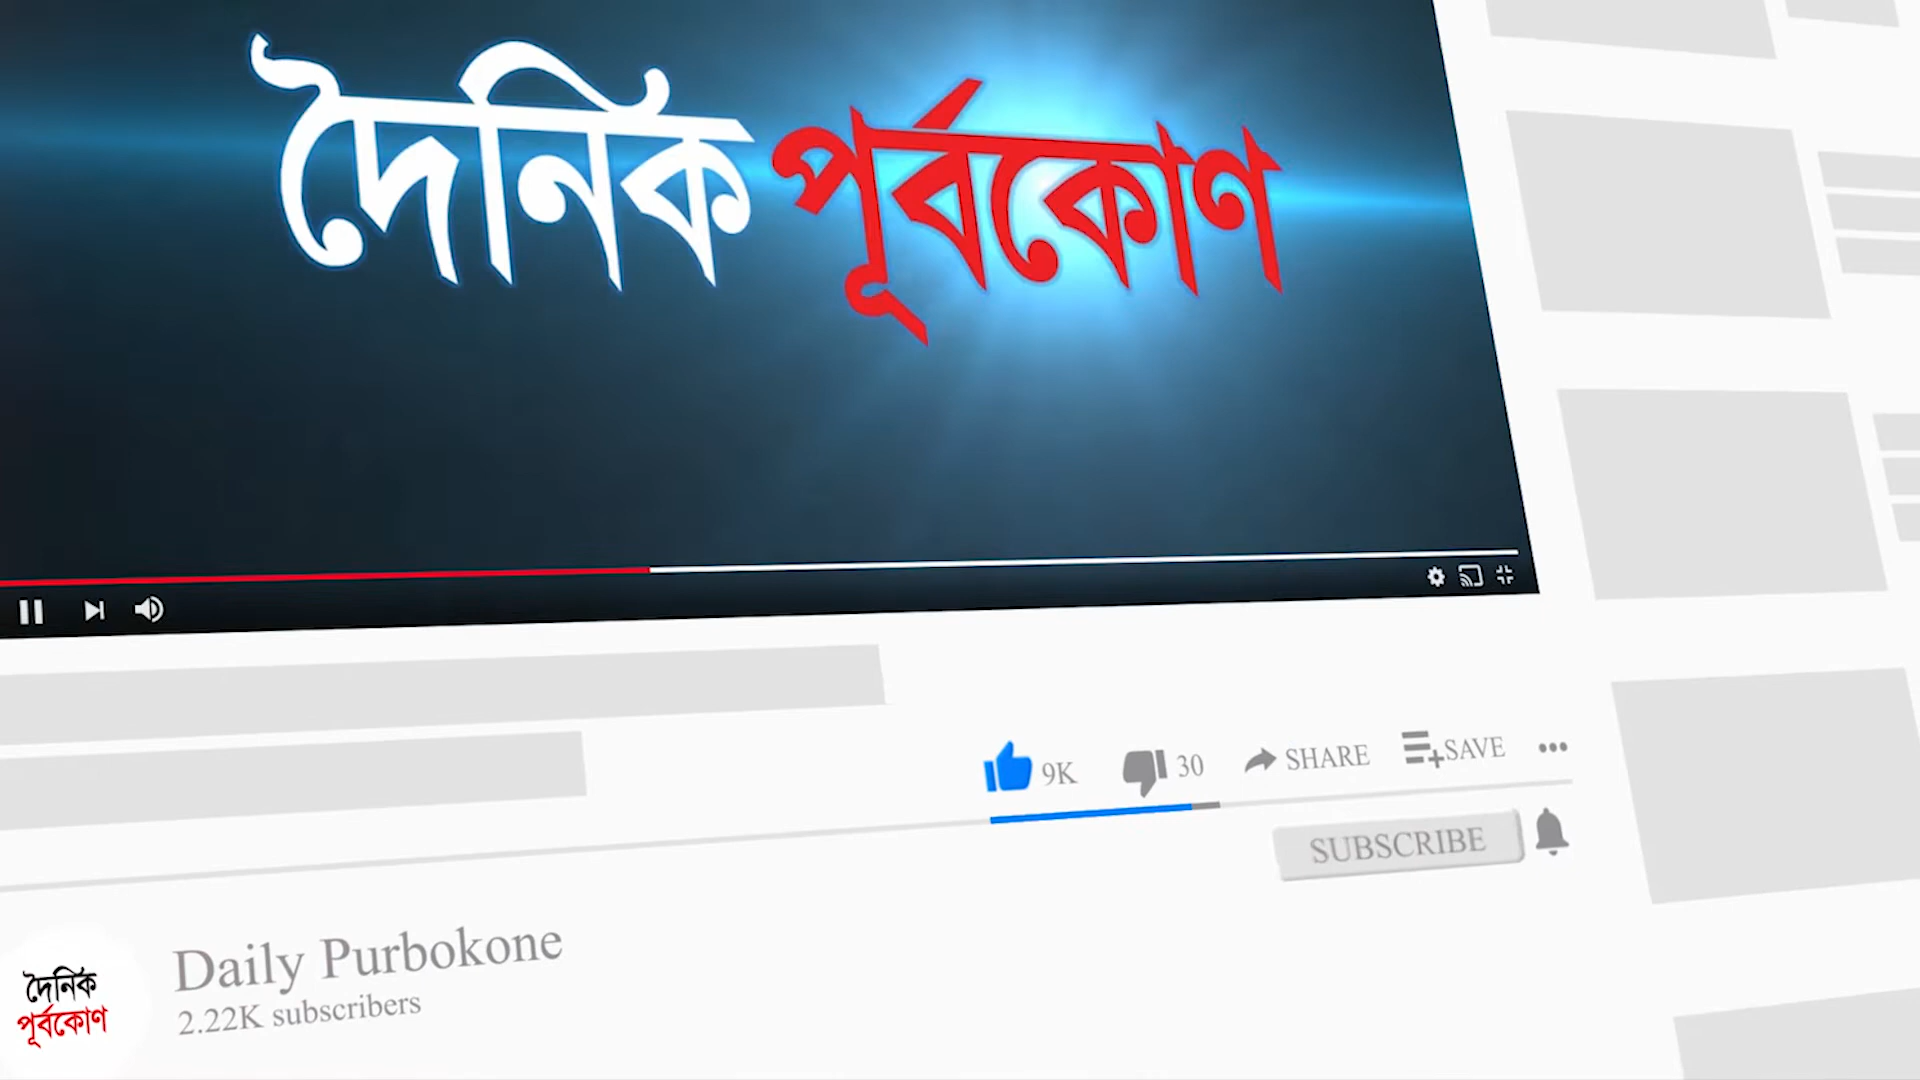 দৈনিক পূর্বকোণ
9K 30 SHARE SAVE
SUBSCRIBE
Daily Purbokone
2.22K subscribers
দৈনিক
পূর্বকোণ